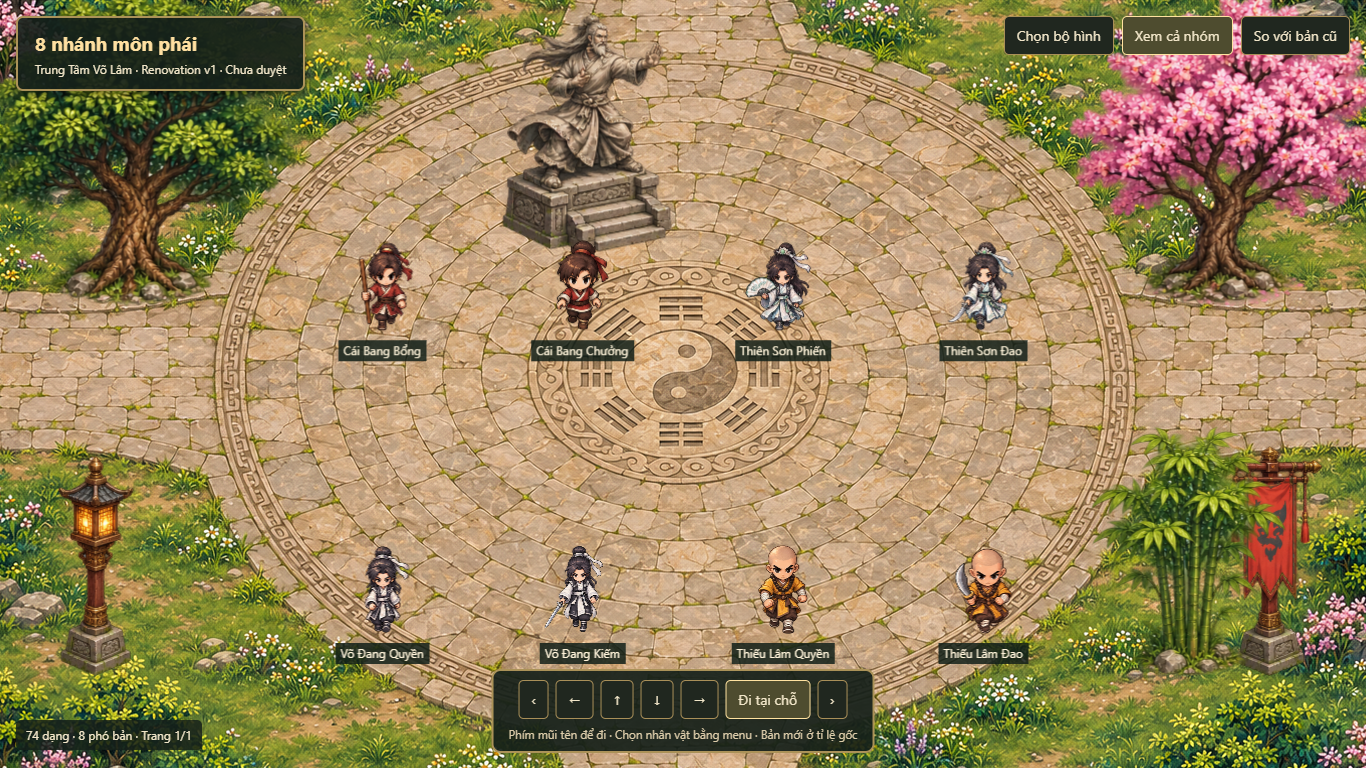 8 nhánh môn phái
Trung Tâm Võ Lâm · Renovation v1 · Chưa duyệt
Chọn bộ hình
Xem cả nhóm
So với bản cũ
Cái Bang Bổng
Cái Bang Chưởng
Thiên Sơn Phiến
Thiên Sơn Đao
Võ Đang Quyền
Võ Đang Kiếm
Thiếu Lâm Quyền
Thiếu Lâm Đao
‹ ← ↑ ↓ → Đi tại chỗ ›
Phím mũi tên để đi · Chọn nhân vật bằng menu · Bản mới ở tỉ lệ gốc
74 dạng · 8 phó bản · Trang 1/1